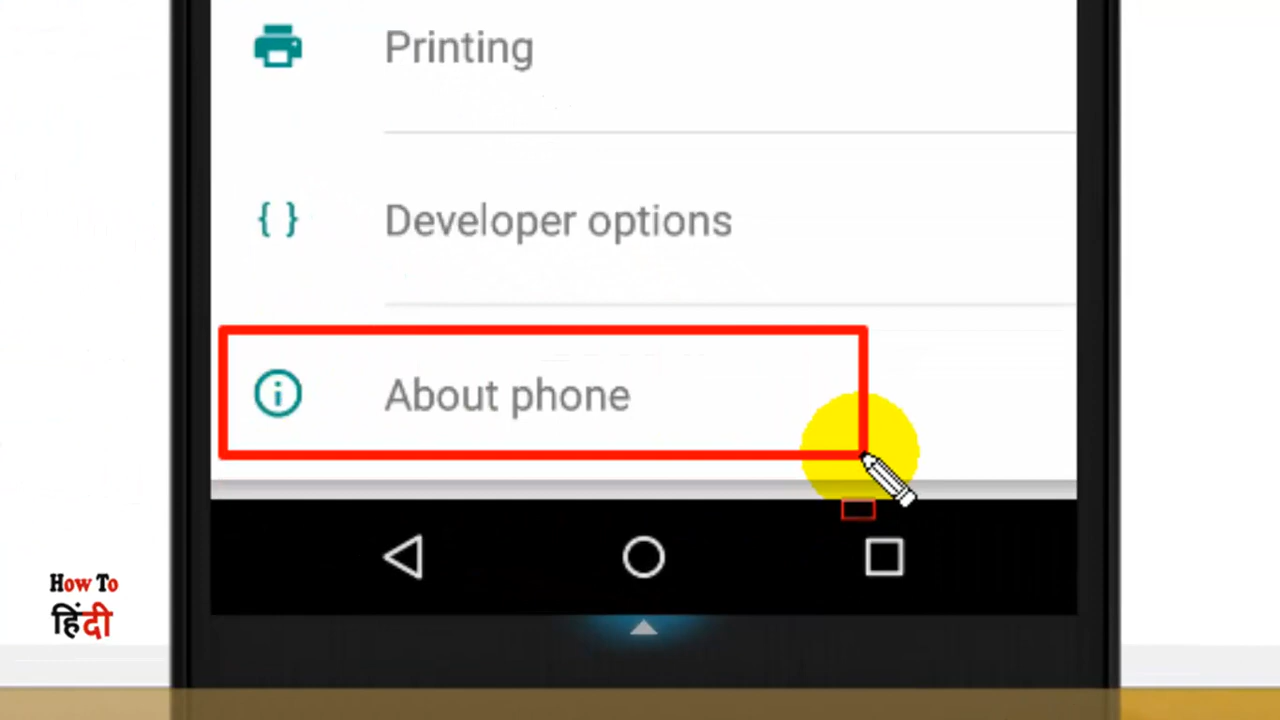 Printing
Developer options
About phone
How To
हिंदी